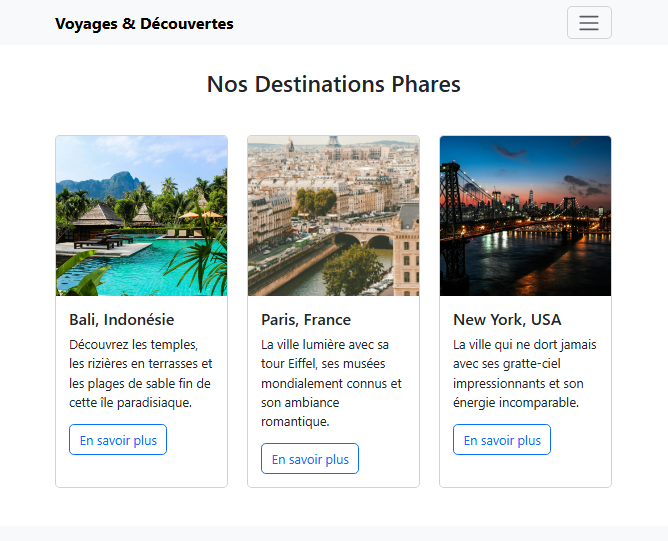 Voyages & Découvertes
Nos Destinations Phares
Bali, Indonésie
Découvrez les temples,
les rizières en terrasses et
les plages de sable fin de
cette île paradisiaque.
En savoir plus
Paris, France
La ville lumière avec sa
tour Eiffel, ses musées
mondialement connus et
son ambiance
romantique.
En savoir plus
New York, USA
La ville qui ne dort jamais
avec ses gratte-ciel
impressionnants et son
énergie incomparable.
En savoir plus